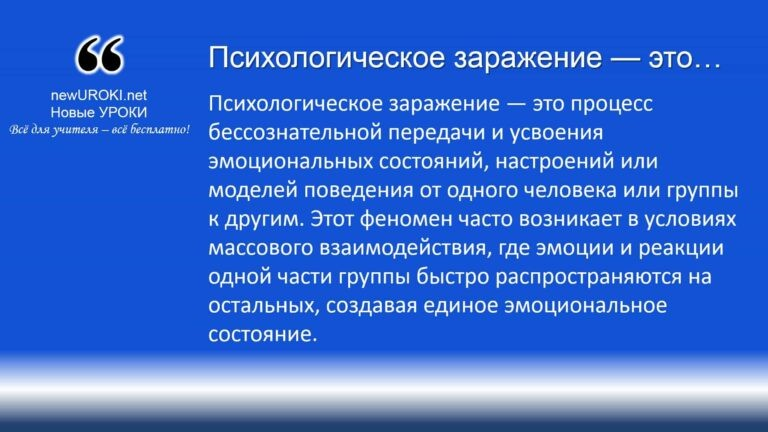 newUROKI.net
Новые УРОКИ
Всё для учителя – всё бесплатно!
Психологическое заражение — это...
Психологическое заражение — это процесс
бессознательной передачи и усвоения
эмоциональных состояний, настроений или
моделей поведения от одного человека или группы
к другим. Этот феномен часто возникает в условиях
массового взаимодействия, где эмоции и реакции
одной части группы быстро распространяются на
остальных, создавая единое эмоциональное
состояние.